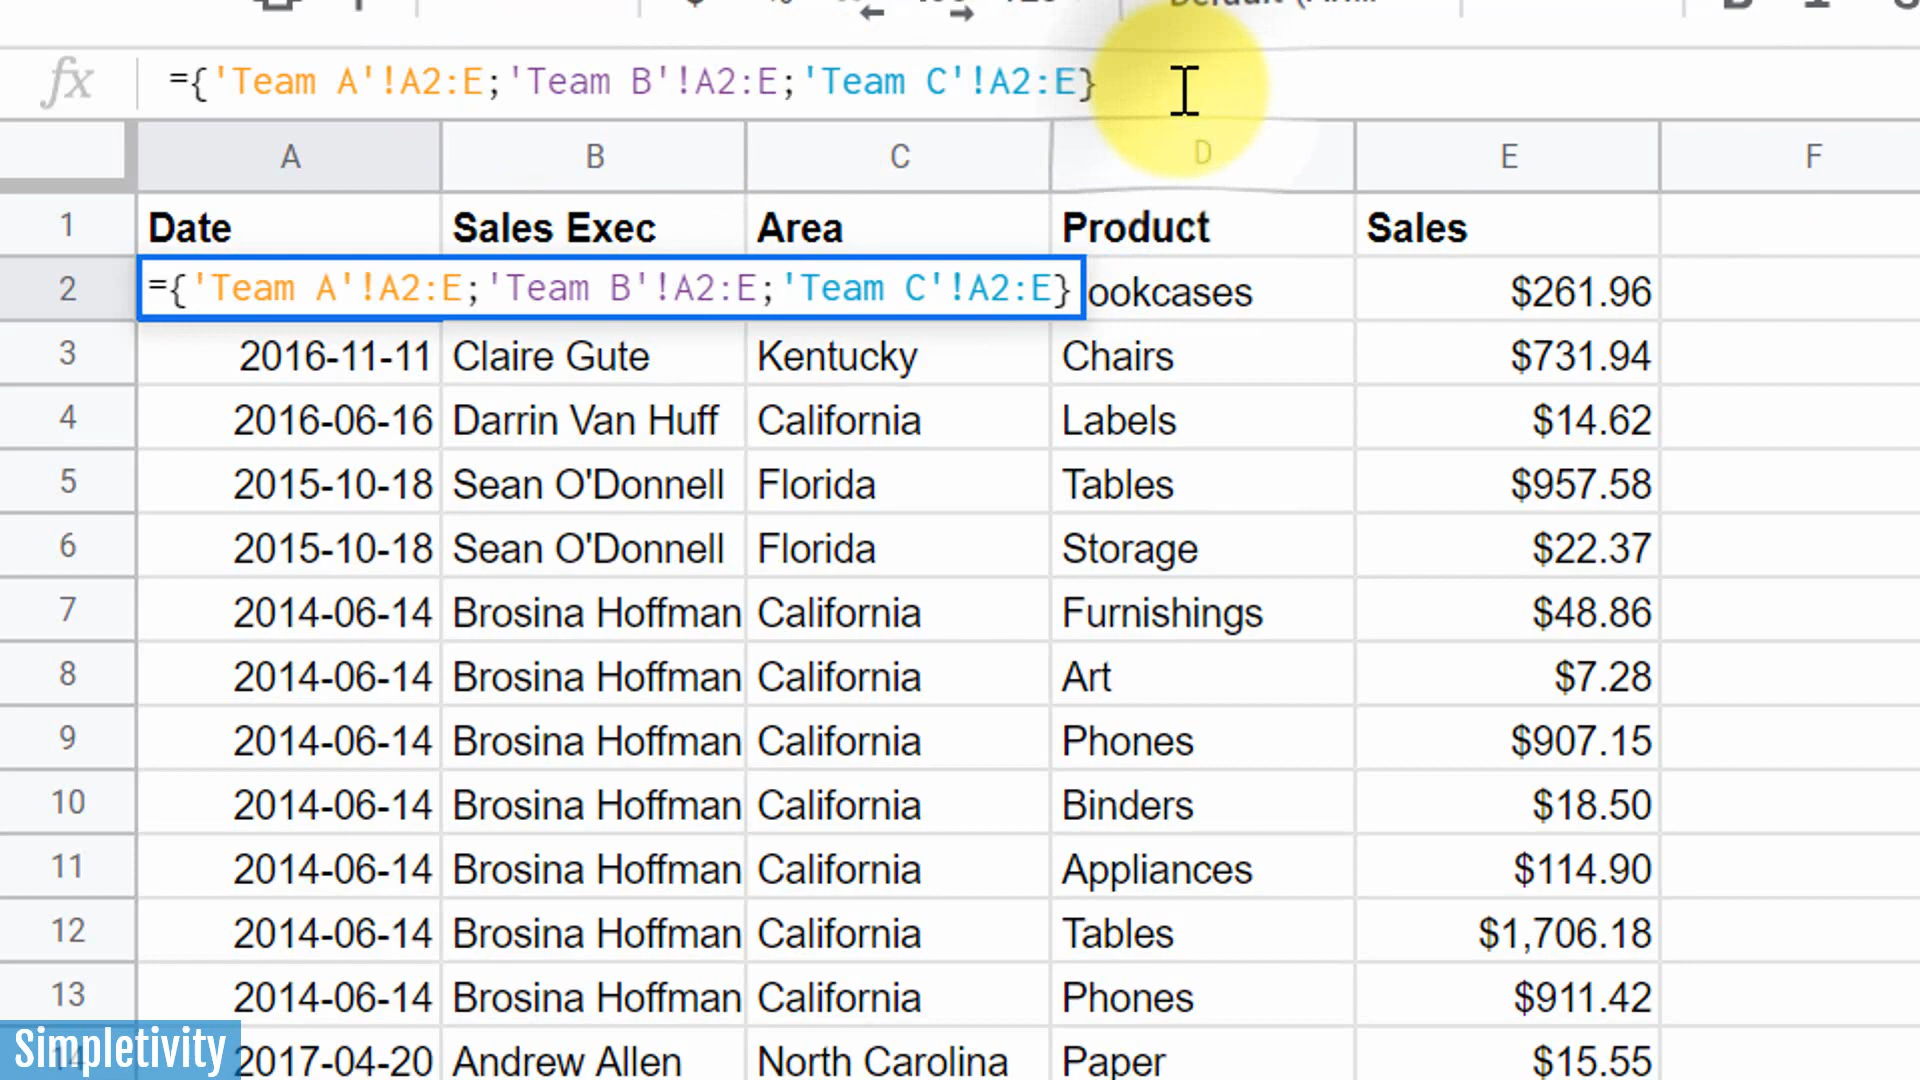 ={'Team A'!A2:E;'Team B'!A2:E;'Team C'!A2:E}
A B C D E F
1 Date Sales Exec Area Product Sales
2 ={'Team A'!A2:E;'Team B'!A2:E;'Team C'!A2:E} ookcases $261.96
3 2016-11-11 Claire Gute Kentucky Chairs $731.94
4 2016-06-16 Darrin Van Huff California Labels $14.62
5 2015-10-18 Sean O'Donnell Florida Tables $957.58
6 2015-10-18 Sean O'Donnell Florida Storage $22.37
7 2014-06-14 Brosina Hoffman California Furnishings $48.86
8 2014-06-14 Brosina Hoffman California Art $7.28
9 2014-06-14 Brosina Hoffman California Phones $907.15
10 2014-06-14 Brosina Hoffman California Binders $18.50
11 2014-06-14 Brosina Hoffman California Appliances $114.90
12 2014-06-14 Brosina Hoffman California Tables $1,706.18
13 2014-06-14 Brosina Hoffman California Phones $911.42
14 2017-04-20 Andrew Allen North Carolina Paper $15.55
Simpletivity